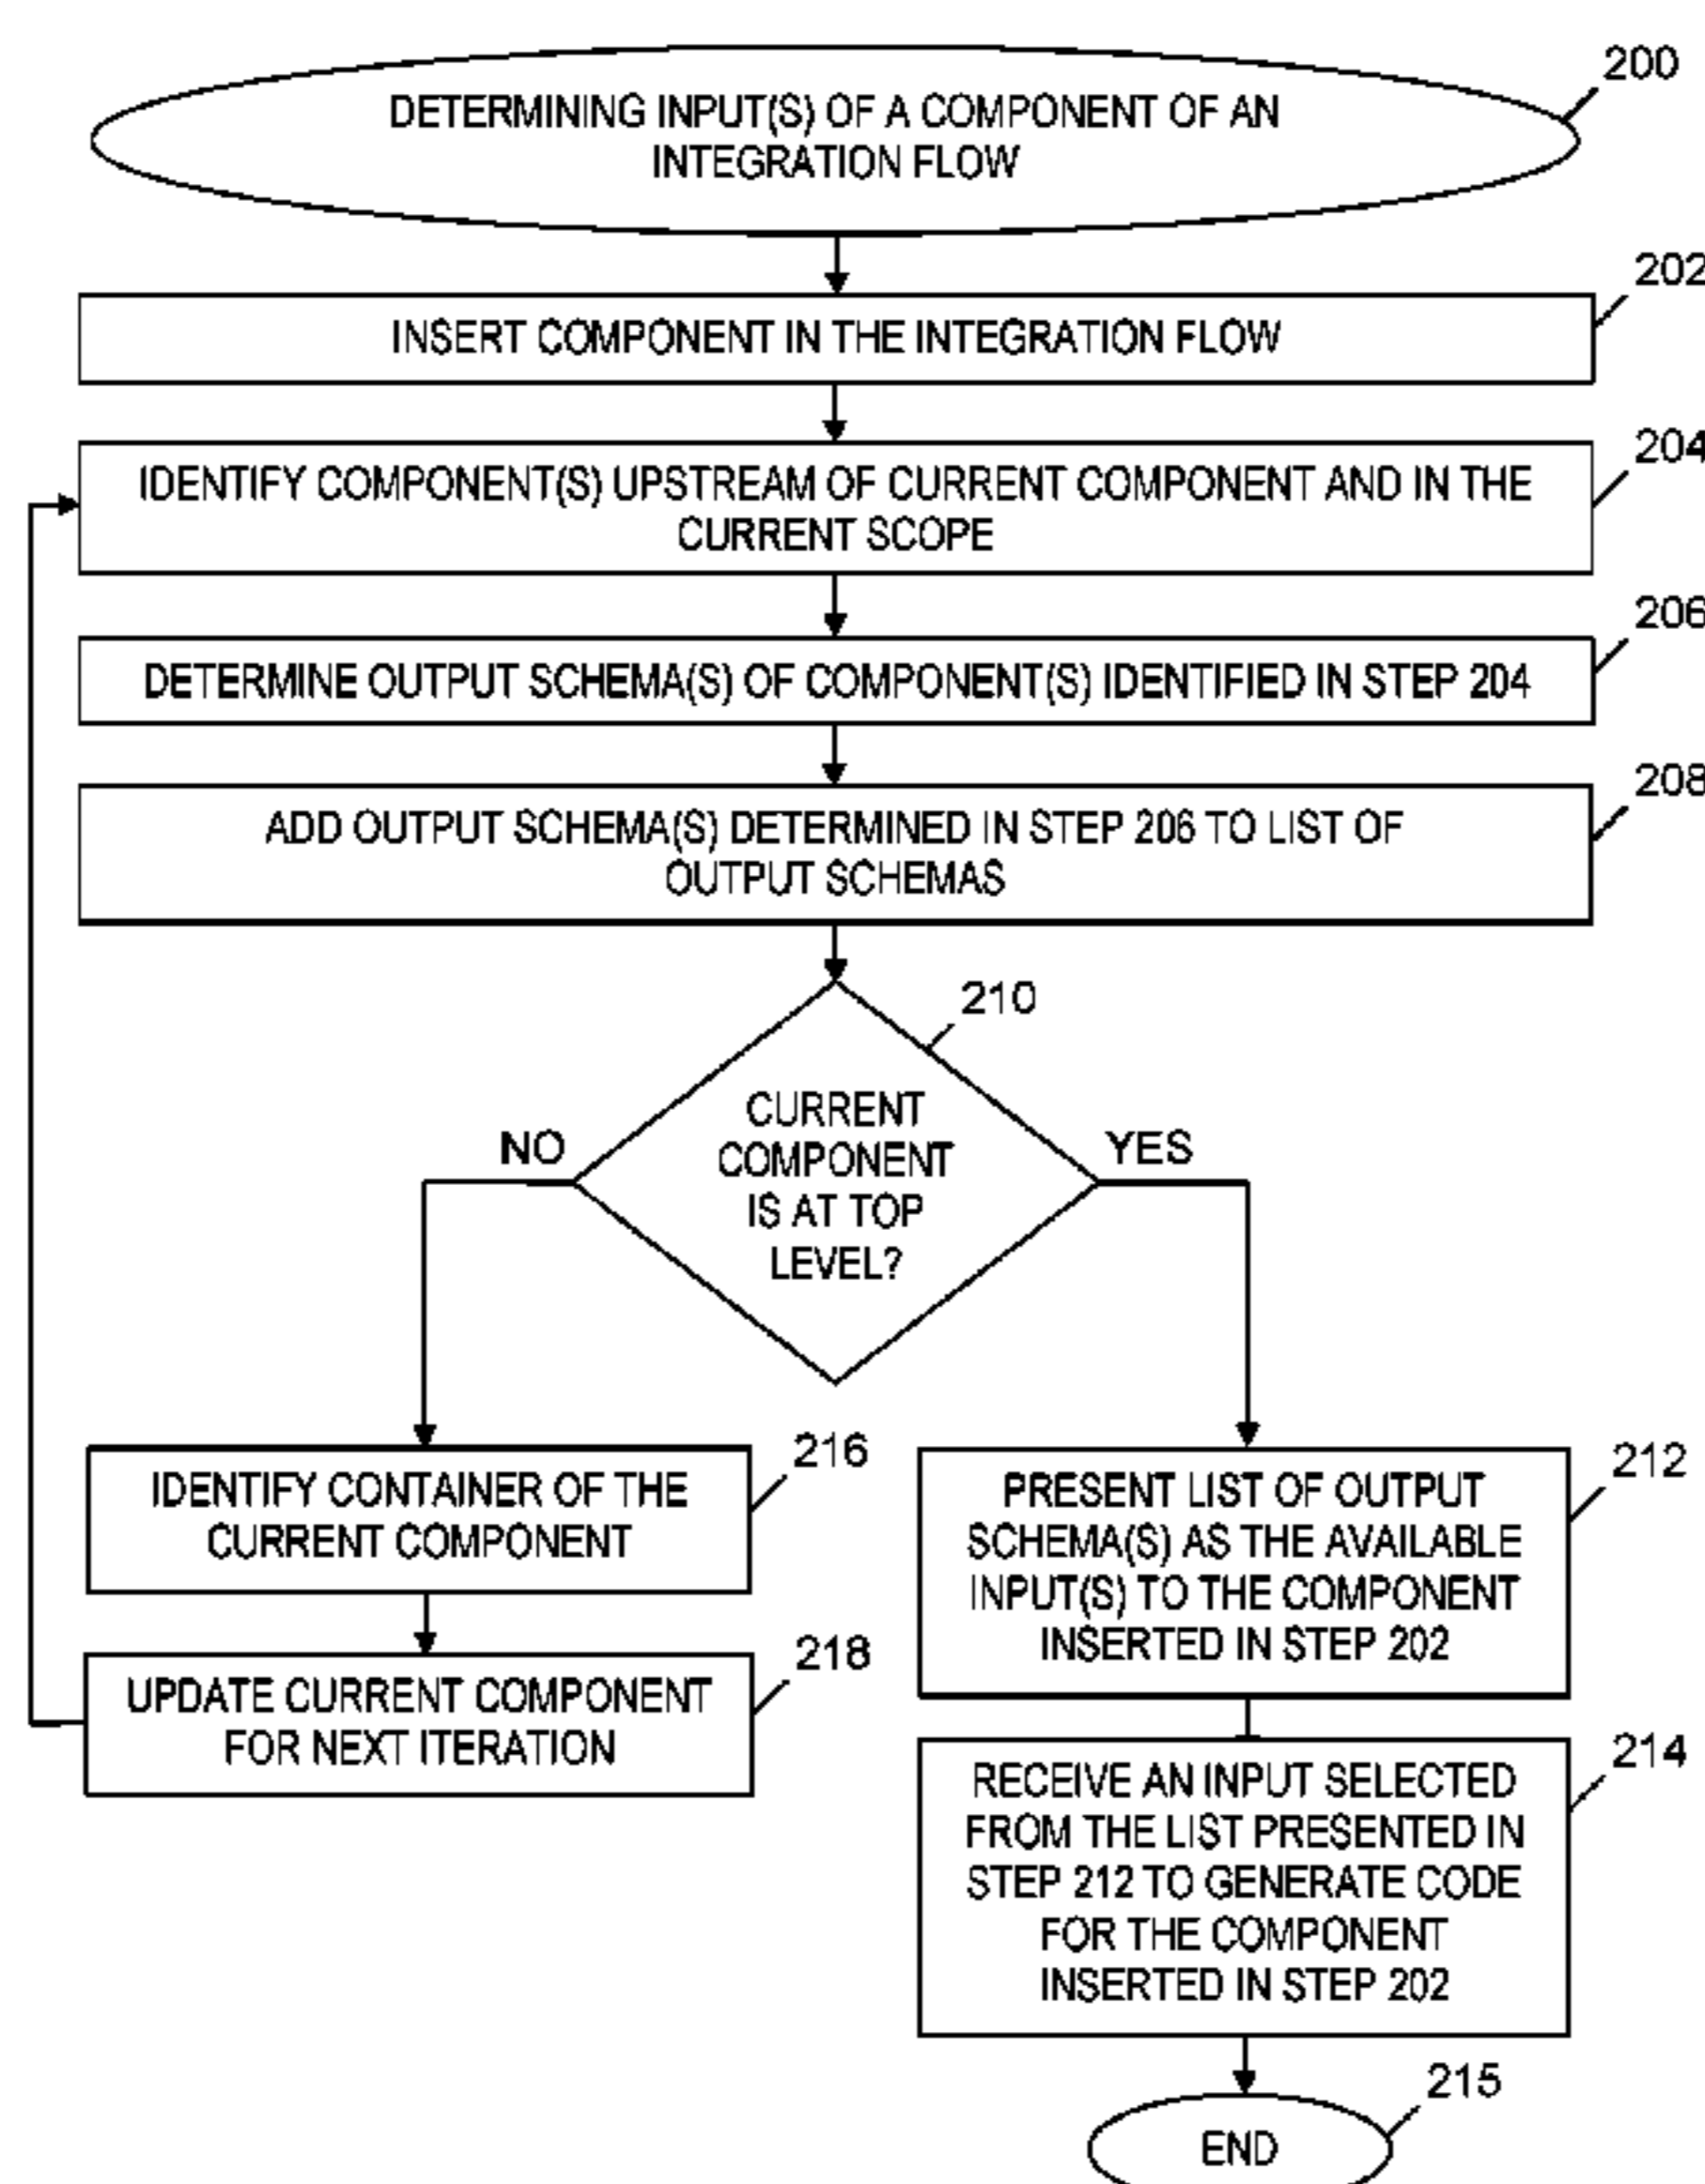 200
DETERMINING INPUT(S) OF A COMPONENT OF AN
INTEGRATION FLOW
202
INSERT COMPONENT IN THE INTEGRATION FLOW
204
IDENTIFY COMPONENT(S) UPSTREAM OF CURRENT COMPONENT AND IN THE
CURRENT SCOPE
206
DETERMINE OUTPUT SCHEMA(S) OF COMPONENT(S) IDENTIFIED IN STEP 204
208
ADD OUTPUT SCHEMA(S) DETERMINED IN STEP 206 TO LIST OF
OUTPUT SCHEMAS
210
CURRENT
COMPONENT
IS AT TOP
LEVEL?
NO
YES
216
IDENTIFY CONTAINER OF THE
CURRENT COMPONENT
218
UPDATE CURRENT COMPONENT
FOR NEXT ITERATION
212
PRESENT LIST OF OUTPUT
SCHEMA(S) AS THE AVAILABLE
INPUT(S) TO THE COMPONENT
INSERTED IN STEP 202
214
RECEIVE AN INPUT SELECTED
FROM THE LIST PRESENTED IN
STEP 212 TO GENERATE CODE
FOR THE COMPONENT
INSERTED IN STEP 202
215
END